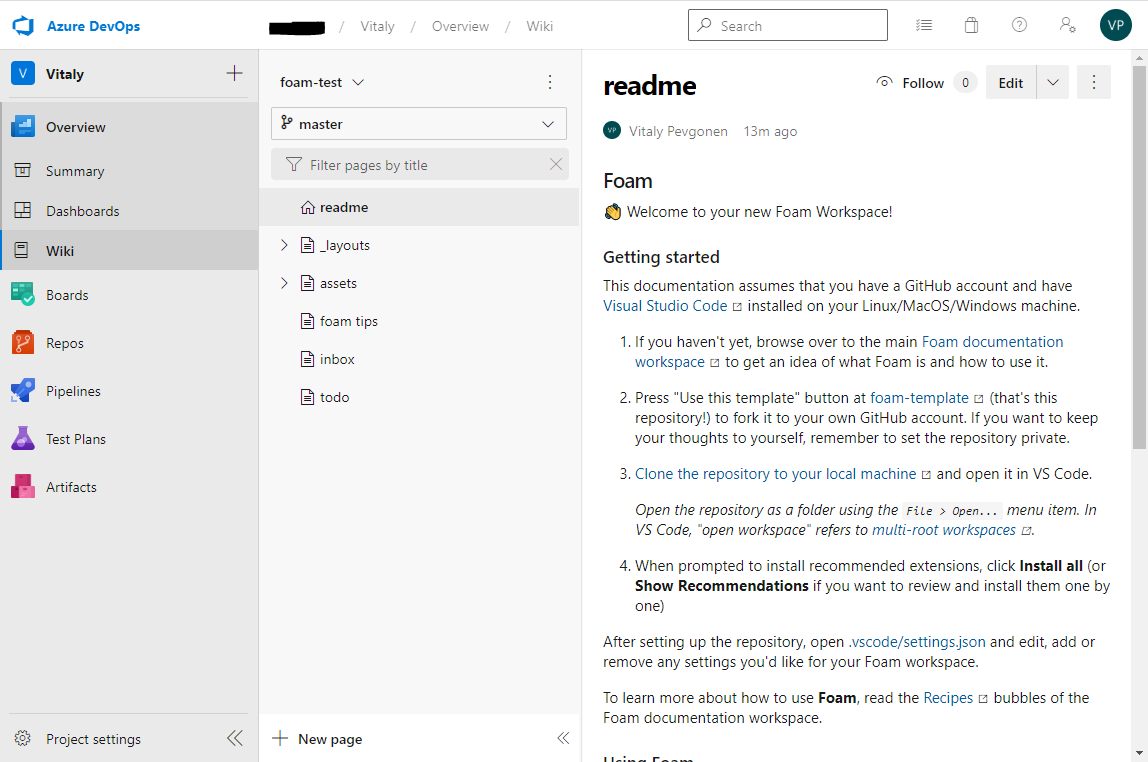 Azure DevOps
/ Vitaly / Overview / Wiki
Search
VP
V Vitaly
Overview
Summary
Dashboards
Wiki
Boards
Repos
Pipelines
Test Plans
Artifacts
Project settings
foam-test
master
Filter pages by title
readme
_layouts
assets
foam tips
inbox
todo
New page
readme
Follow 0 Edit
VP Vitaly Pevgonen 13m ago
Foam
👋 Welcome to your new Foam Workspace!
Getting started
This documentation assumes that you have a GitHub account and have
Visual Studio Code installed on your Linux/MacOS/Windows machine.
1. If you haven't yet, browse over to the main Foam documentation
workspace to get an idea of what Foam is and how to use it.
2. Press "Use this template" button at foam-template (that's this
repository!) to fork it to your own GitHub account. If you want to keep
your thoughts to yourself, remember to set the repository private.
3. Clone the repository to your local machine and open it in VS Code.
Open the repository as a folder using the File > Open... menu item. In
VS Code, "open workspace" refers to multi-root workspaces.
4. When prompted to install recommended extensions, click Install all (or
Show Recommendations if you want to review and install them one by
one)
After setting up the repository, open .vscode/settings.json and edit, add or
remove any settings you'd like for your Foam workspace.
To learn more about how to use Foam, read the Recipes bubbles of the
Foam documentation workspace.
Using Foam